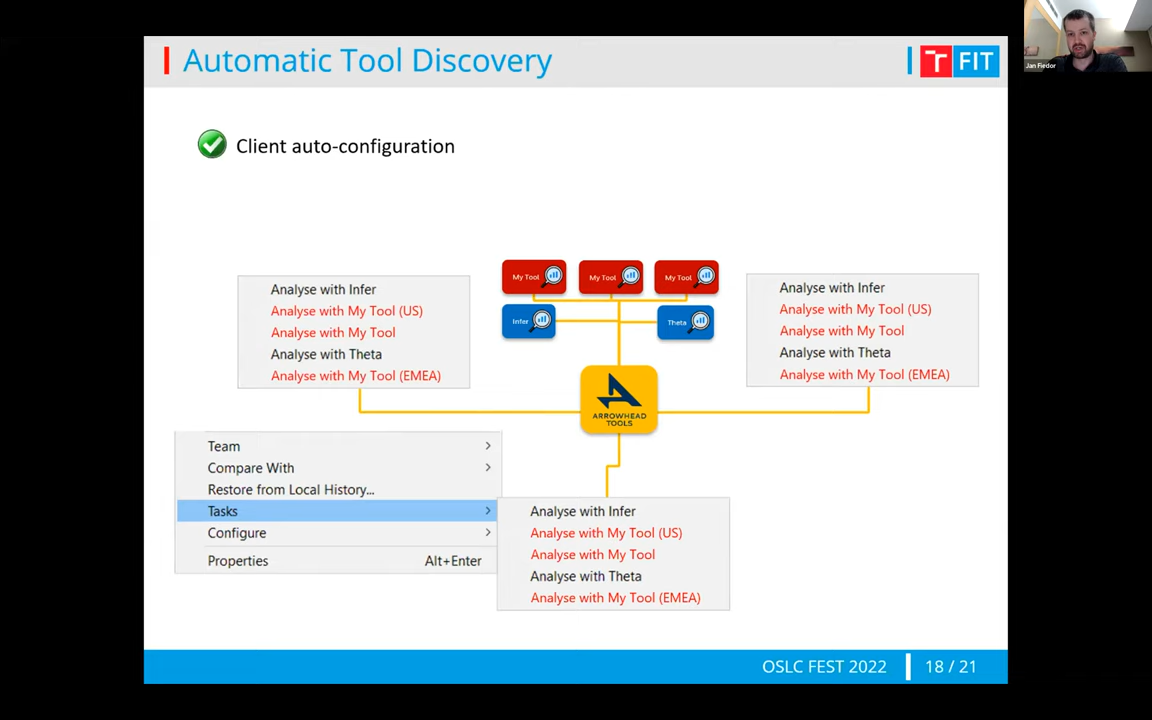 Automatic Tool Discovery
T FIT
Jan Fiedor
Client auto-configuration
My Tool
My Tool
My Tool
Infer
Theta
Analyse with Infer
Analyse with My Tool (US)
Analyse with My Tool
Analyse with Theta
Analyse with My Tool (EMEA)
Analyse with Infer
Analyse with My Tool (US)
Analyse with My Tool
Analyse with Theta
Analyse with My Tool (EMEA)
ARROWHEAD
TOOLS
Team
Compare With
Restore from Local History...
Tasks
Configure
Properties Alt+Enter
Analyse with Infer
Analyse with My Tool (US)
Analyse with My Tool
Analyse with Theta
Analyse with My Tool (EMEA)
OSLC FEST 2022 18 / 21